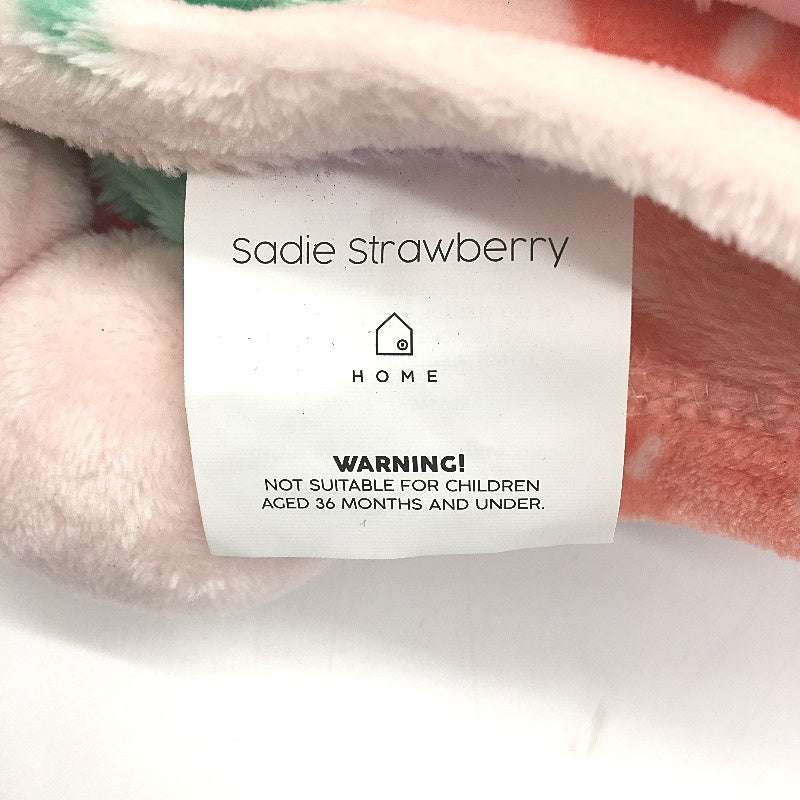 Sadie Strawberry
HOME
WARNING!
NOT SUITABLE FOR CHILDREN
AGED 36 MONTHS AND UNDER.